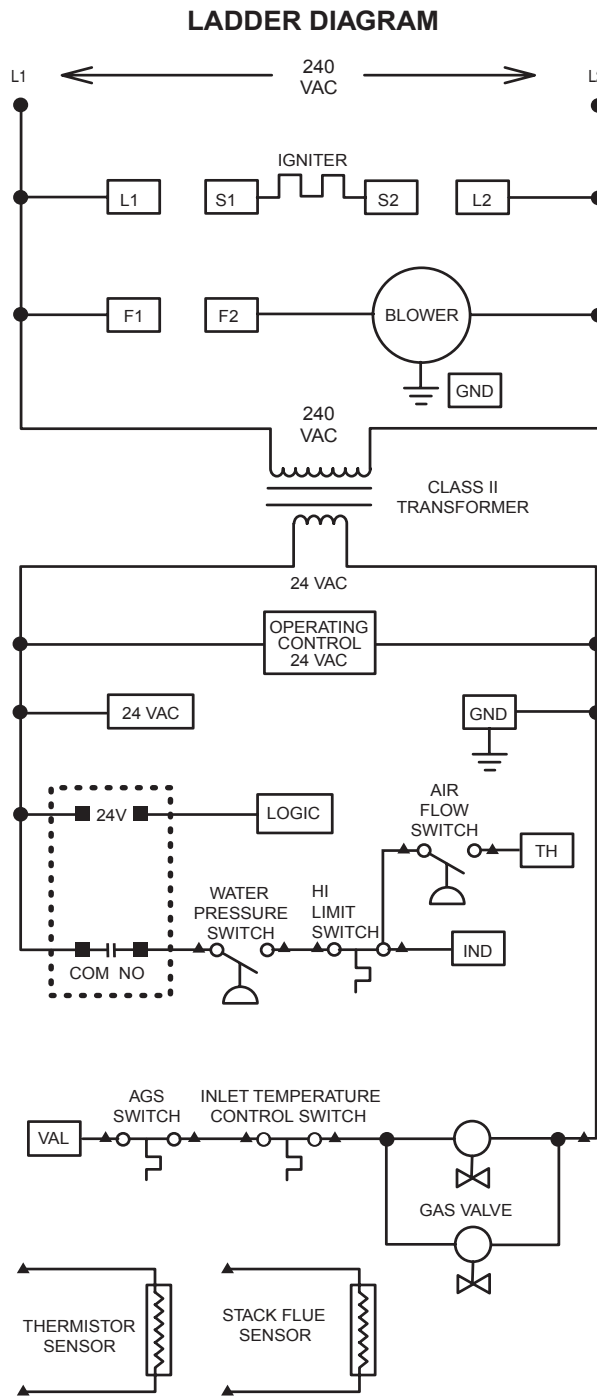 LADDER DIAGRAM
L1
240
VAC
L2
IGNITER
L1
S1
S2
L2
F1
F2
BLOWER
GND
240
VAC
CLASS II
TRANSFORMER
24 VAC
OPERATING
CONTROL
24 VAC
24 VAC
GND
24V
LOGIC
AIR
FLOW
SWITCH
TH
WATER
PRESSURE
SWITCH
HI
LIMIT
SWITCH
IND
COM NO
AGS
SWITCH
INLET TEMPERATURE
CONTROL SWITCH
VAL
GAS VALVE
THERMISTOR
SENSOR
STACK FLUE
SENSOR